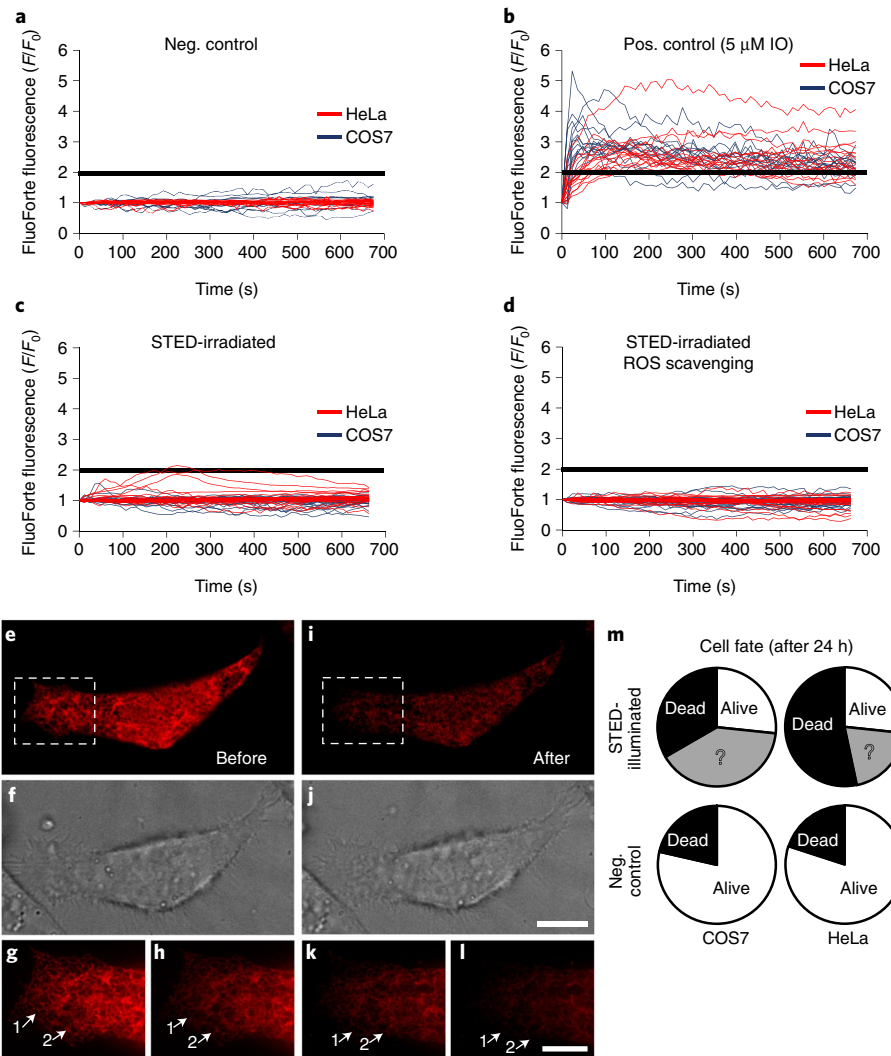 a
Neg. control
FluoForte fluorescence (F/F0)
6
5
4
3
2
1
0
HeLa
COS7
0 100 200 300 400 500 600 700
Time (s)
b
Pos. control (5 μM IO)
FluoForte fluorescence (F/F0)
6
5
4
3
2
1
0
HeLa
COS7
0 100 200 300 400 500 600 700
Time (s)
c
STED-irradiated
FluoForte fluorescence (F/F0)
6
5
4
3
2
1
0
HeLa
COS7
0 100 200 300 400 500 600 700
Time (s)
d
STED-irradiated
ROS scavenging
FluoForte fluorescence (F/F0)
6
5
4
3
2
1
0
HeLa
COS7
0 100 200 300 400 500 600 700
Time (s)
e
Before
i
After
f
j
g
1
2
h
1
2
k
1
2
l
1
2
m
Cell fate (after 24 h)
STED-
illuminated
Dead
Alive
?
Dead
Alive
?
Neg.
control
Dead
Alive
Dead
Alive
COS7
HeLa